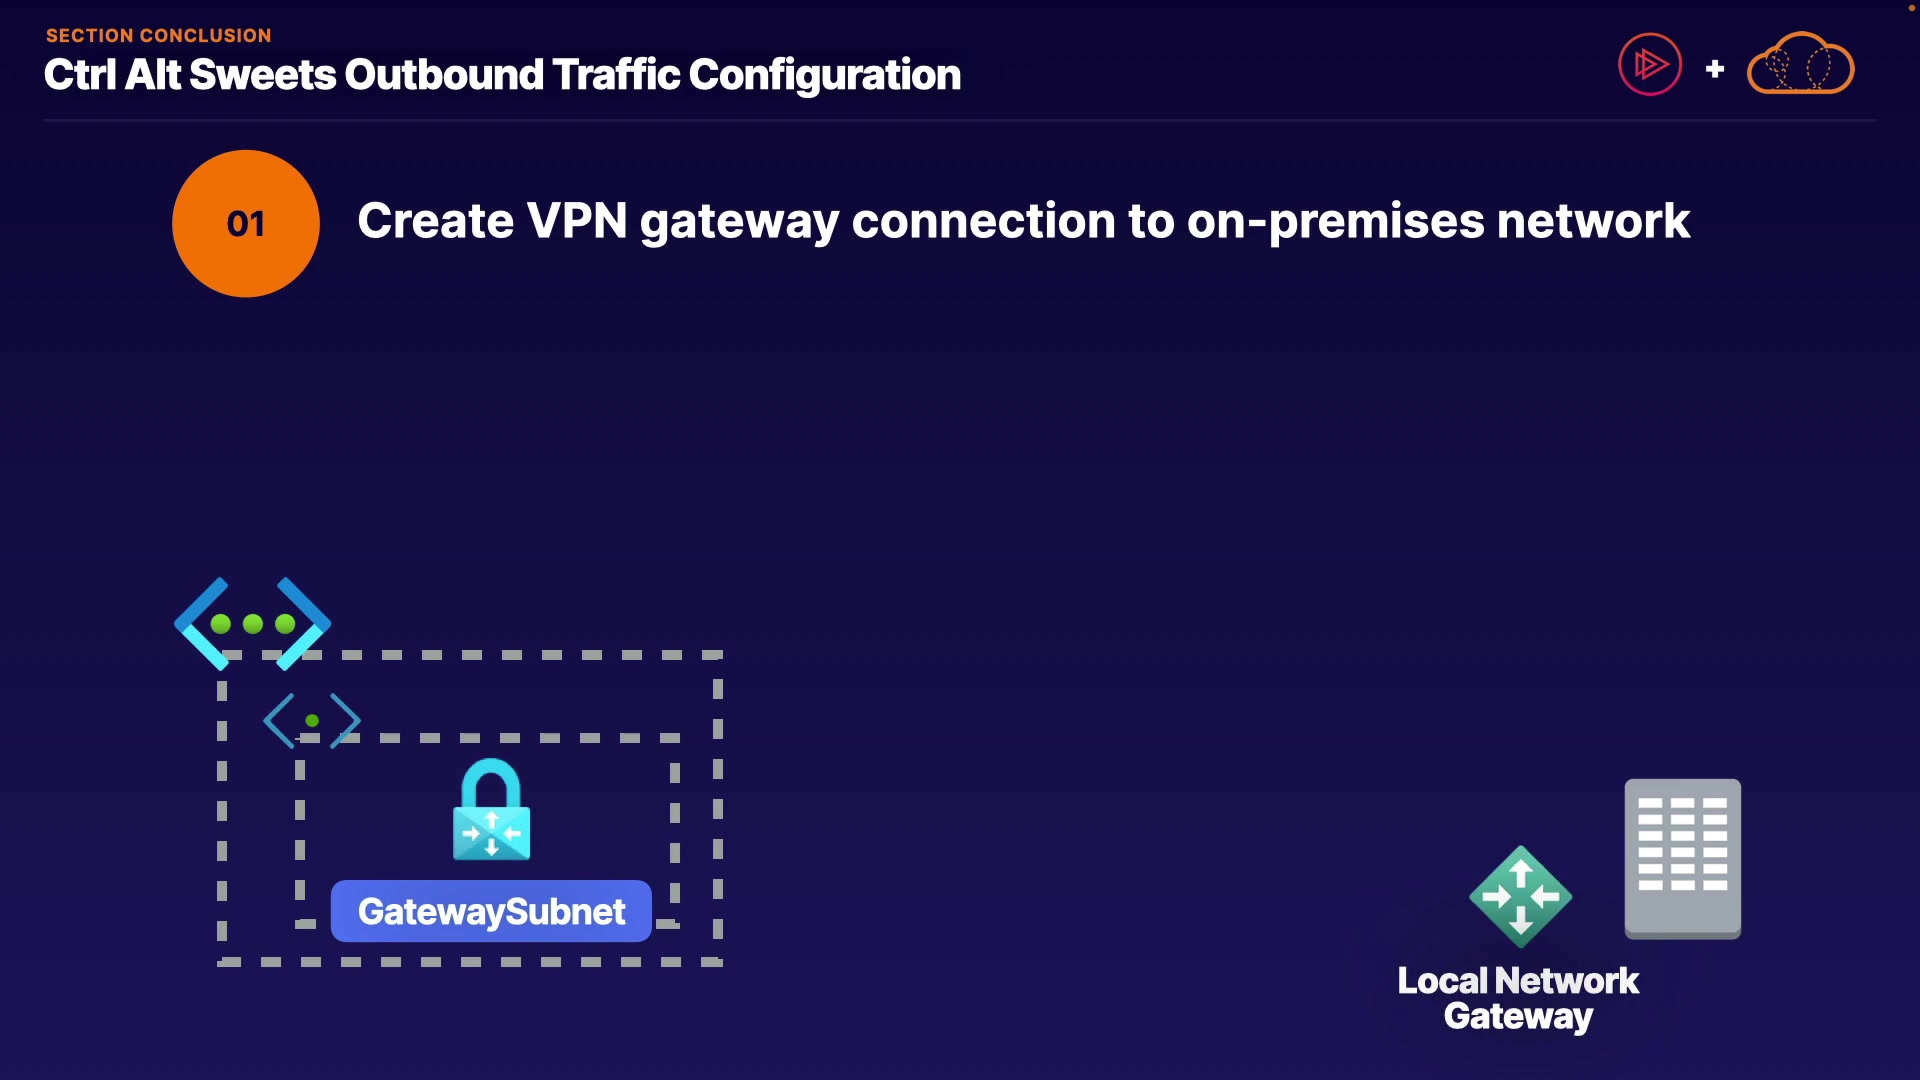 SECTION CONCLUSION
Ctrl Alt Sweets Outbound Traffic Configuration
+
01
Create VPN gateway connection to on-premises network
GatewaySubnet
Local Network
Gateway